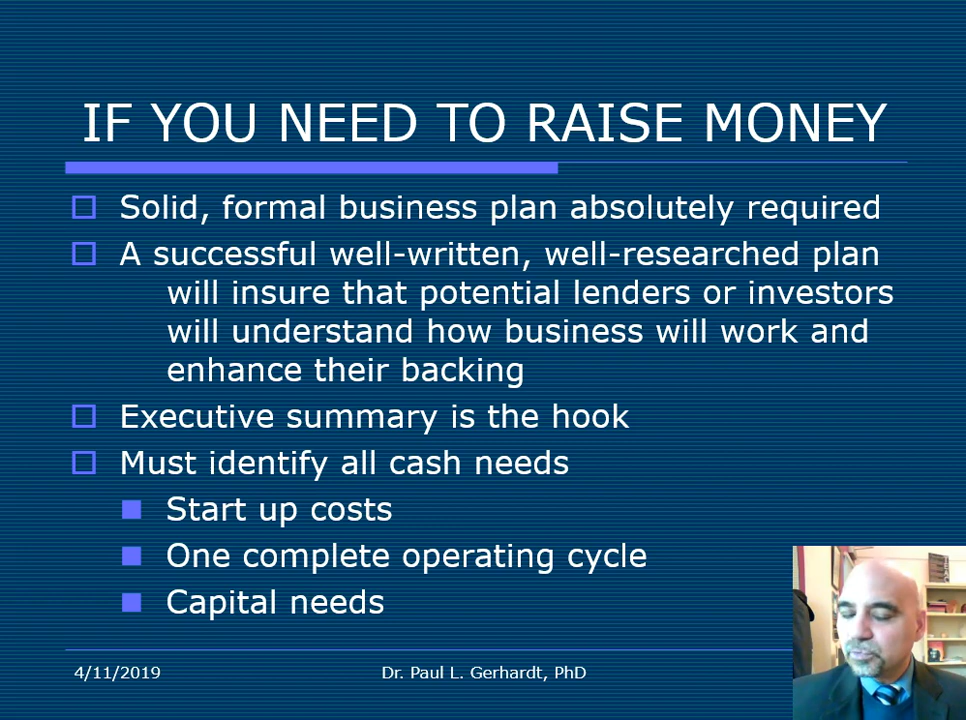 IF YOU NEED TO RAISE MONEY
Solid, formal business plan absolutely required
A successful well-written, well-researched plan
will insure that potential lenders or investors
will understand how business will work and
enhance their backing
Executive summary is the hook
Must identify all cash needs
Start up costs
One complete operating cycle
Capital needs
4/11/2019
Dr. Paul L. Gerhardt, PhD